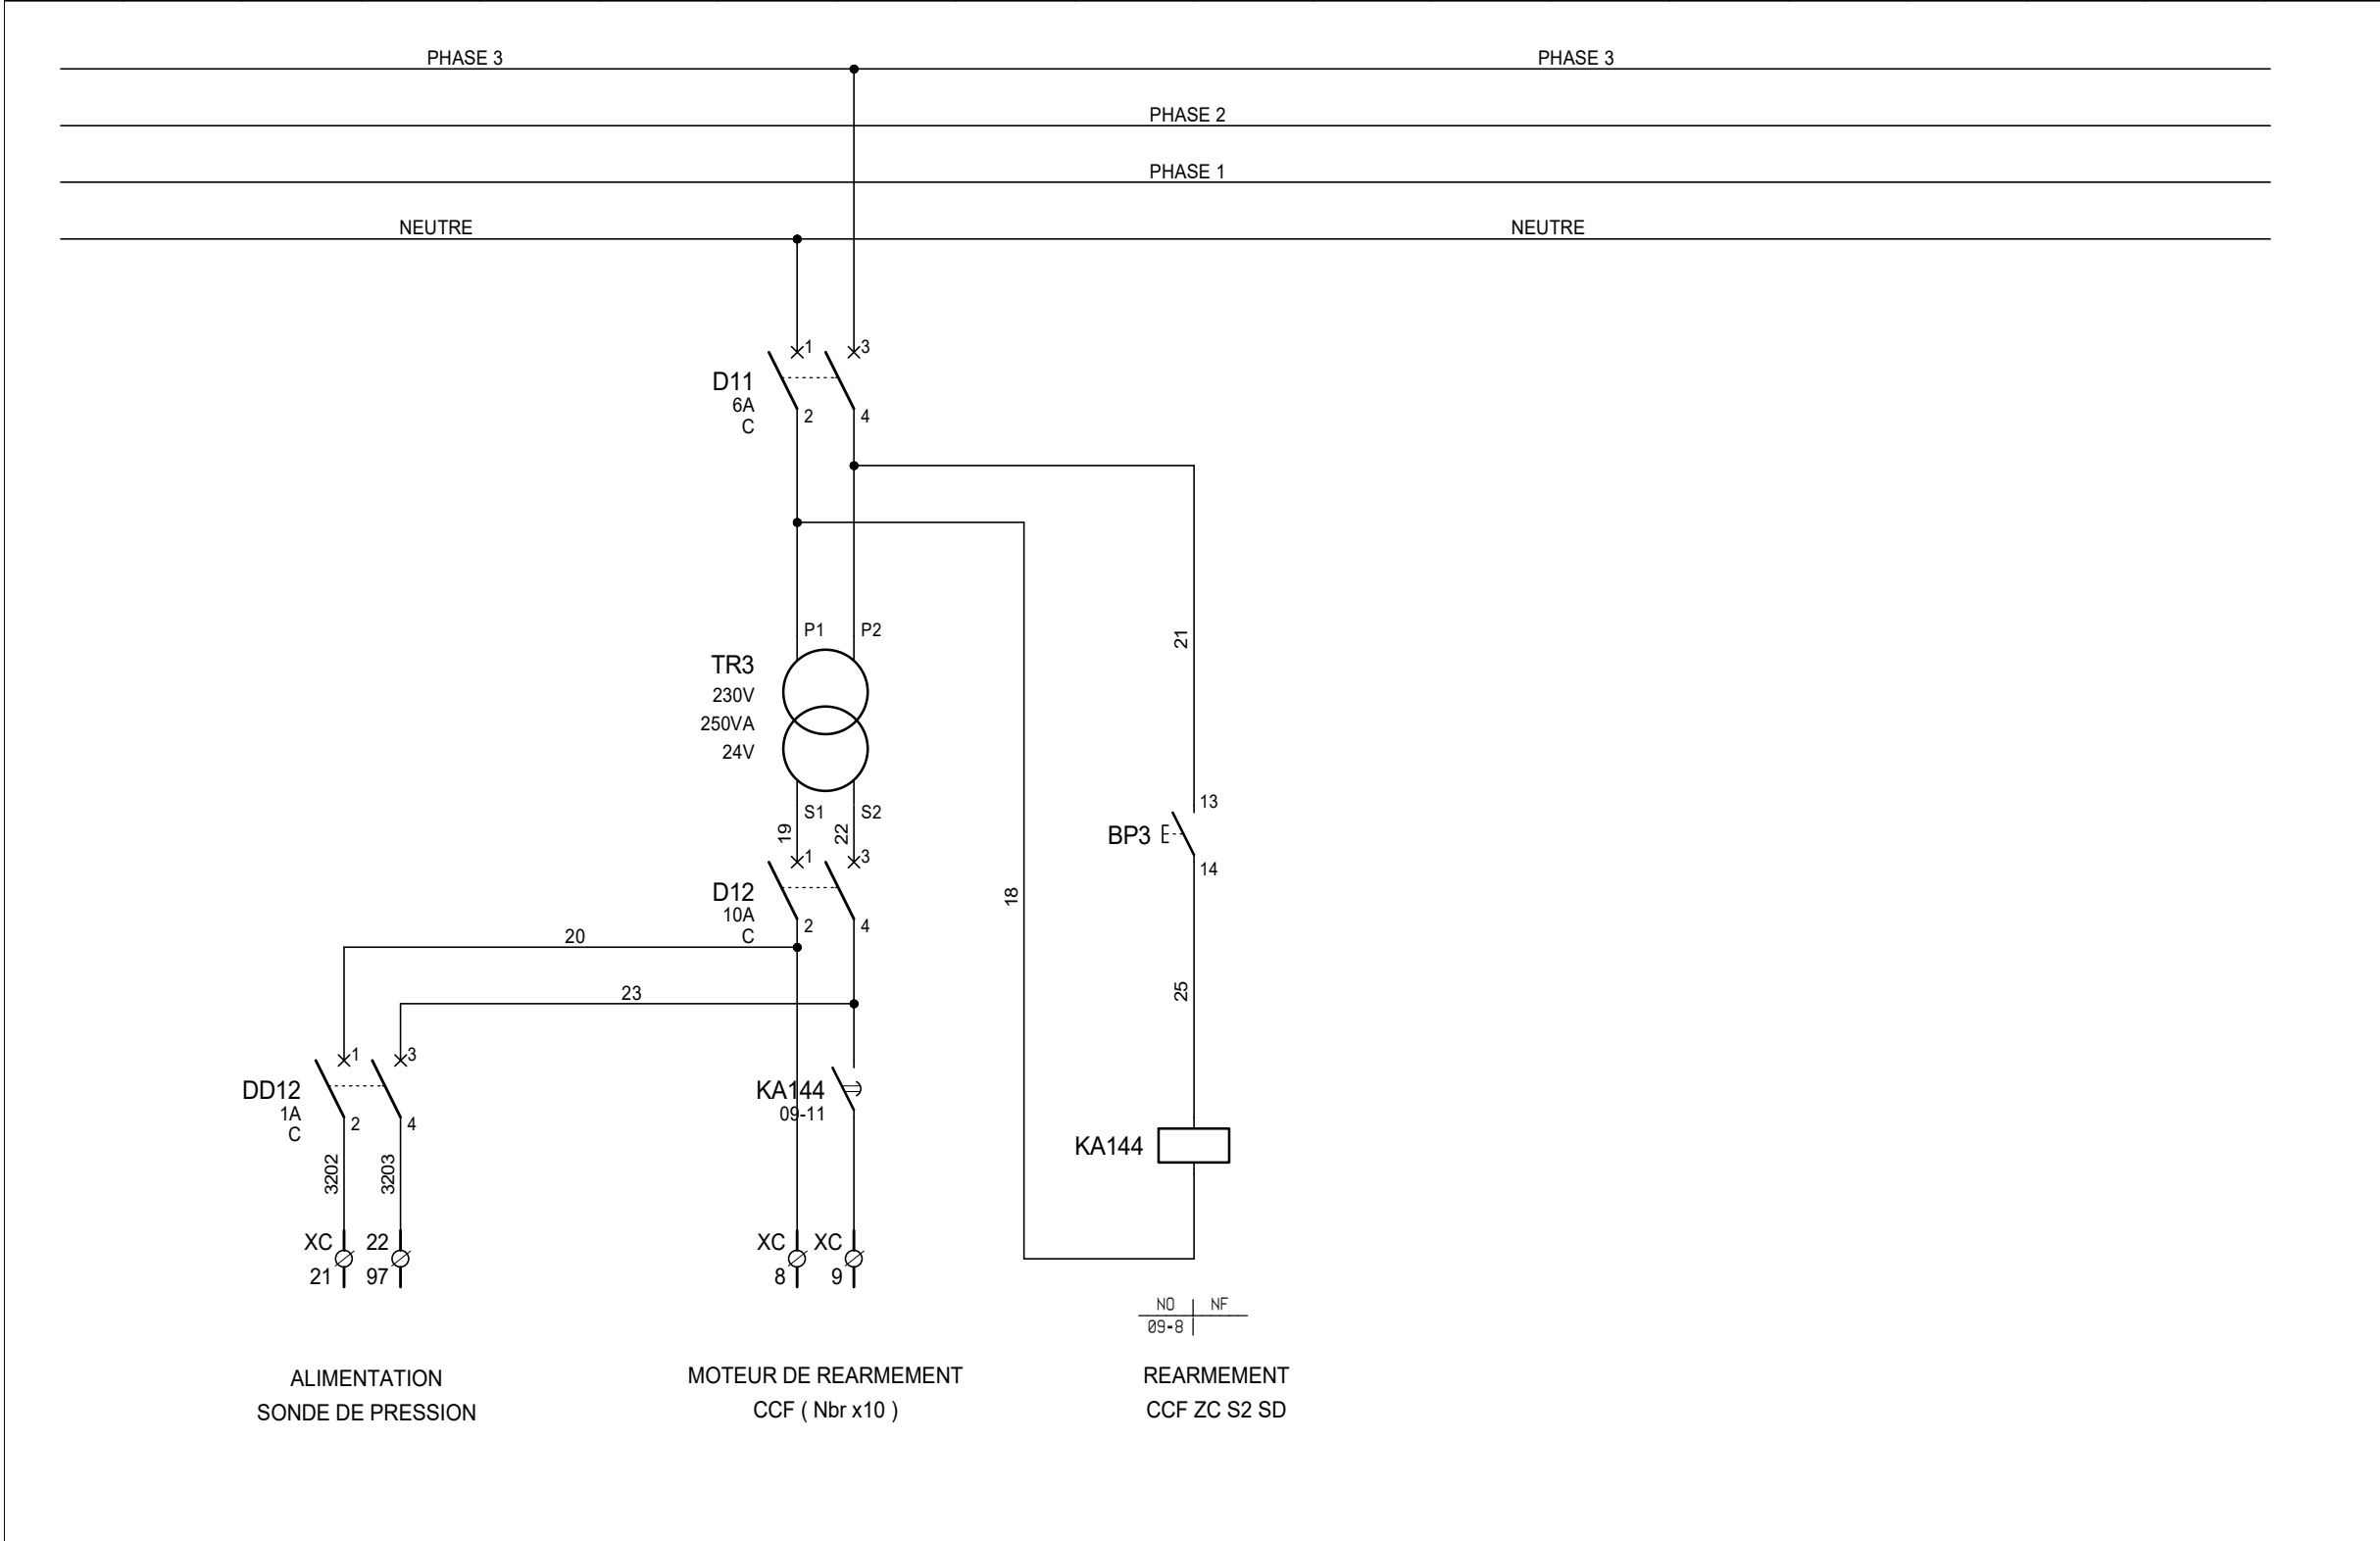 PHASE 3
PHASE 3
PHASE 2
PHASE 1
NEUTRE
NEUTRE
1
3
D11
6A
C
2
4
P1
P2
TR3
230V
250VA
24V
21
S1
S2
19
22
13
BP3
14
1
3
D12
10A
C
2
4
18
20
23
25
1
3
DD12
1A
C
2
4
KA144
09-11
KA144
3202
3203
XC
22
21
97
XC
XC
8
9
NO
NF
09-8
ALIMENTATION
SONDE DE PRESSION
MOTEUR DE REARMEMENT
CCF ( Nbr x10 )
REARMEMENT
CCF ZC S2 SD